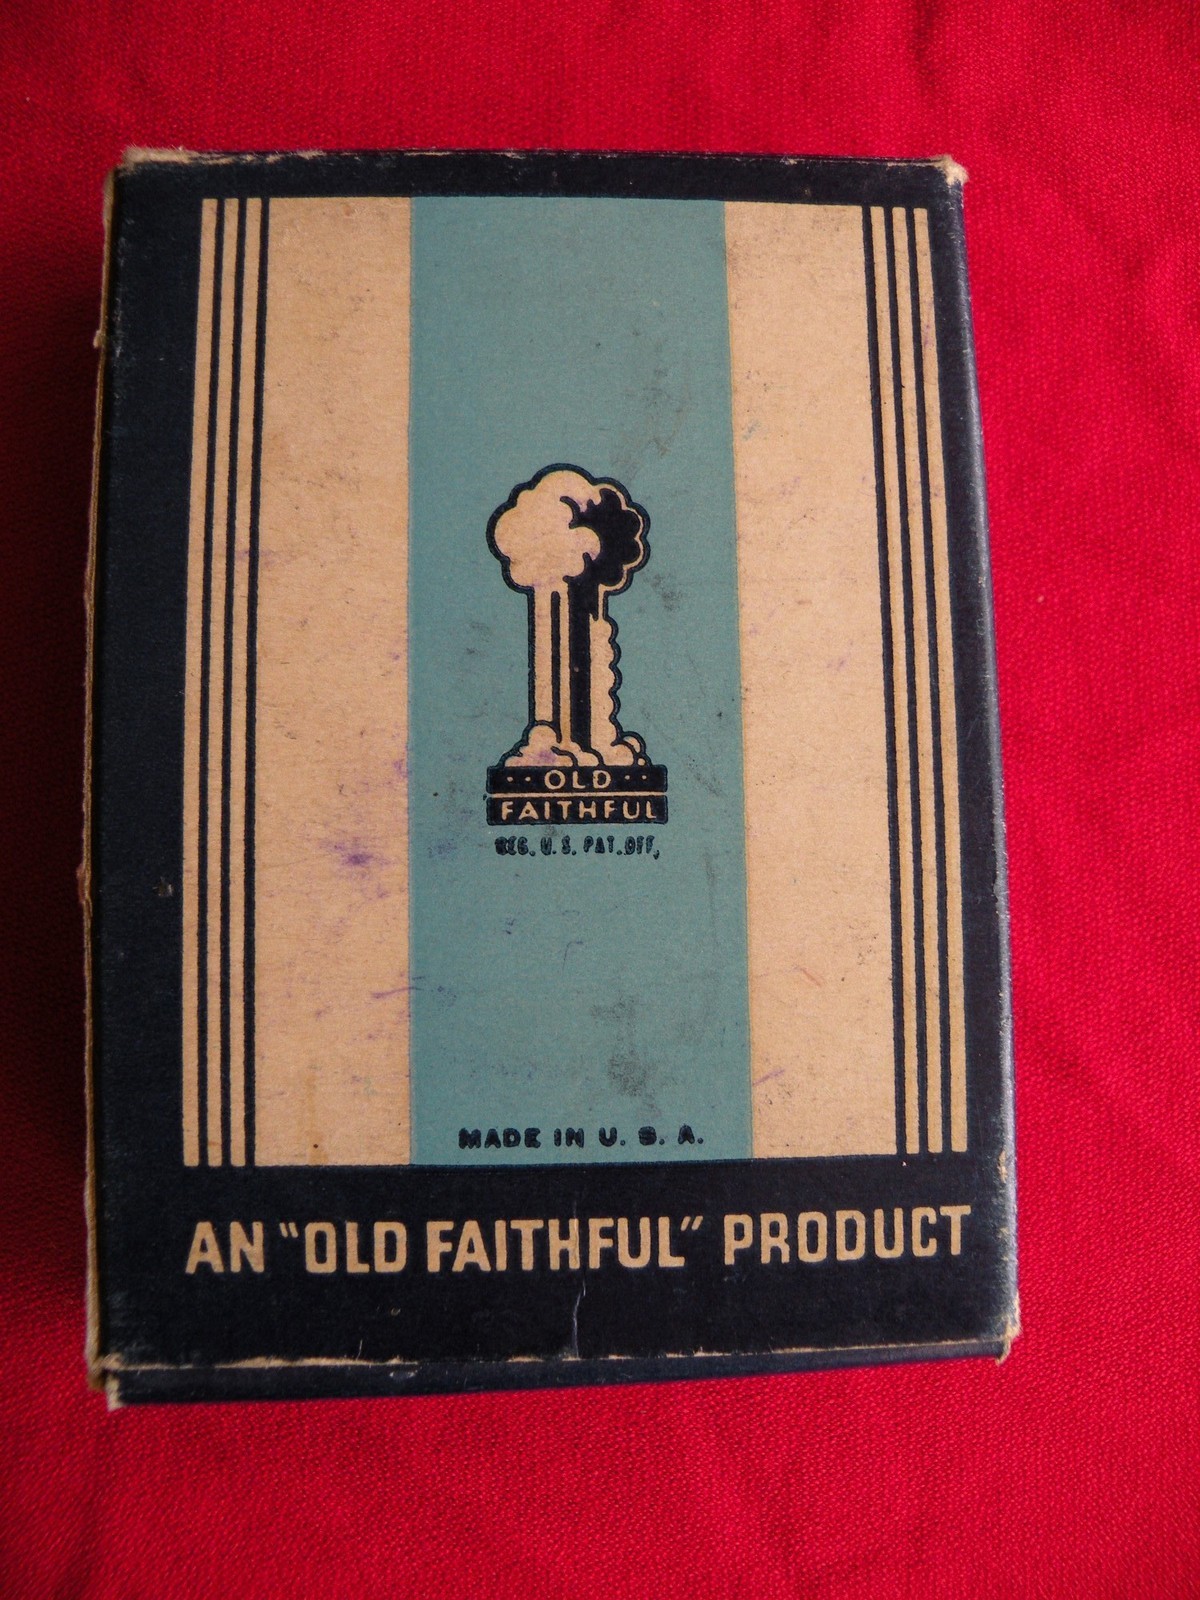 ·· OLD ··
FAITHFUL
REG. U. S. PAT. OFF.
MADE IN U. S. A.
AN "OLD FAITHFUL" PRODUCT